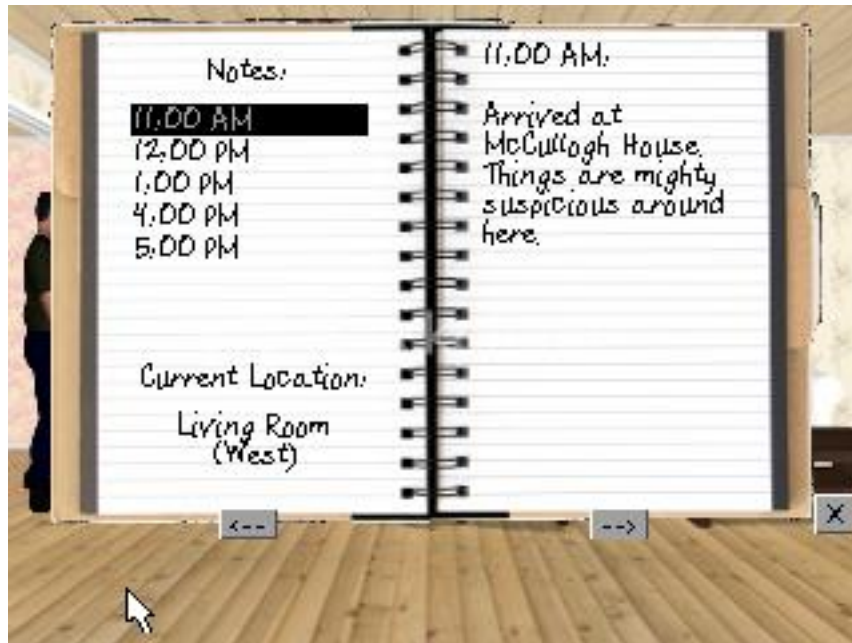 Notes:
11:00 AM
12:00 PM
1:00 PM
4:00 PM
5:00 PM
Current Location:
Living Room
(West)
11:00 AM:
Arrived at
McCullogh House.
Things are mighty
suspicious around
here.
<--
-->
X